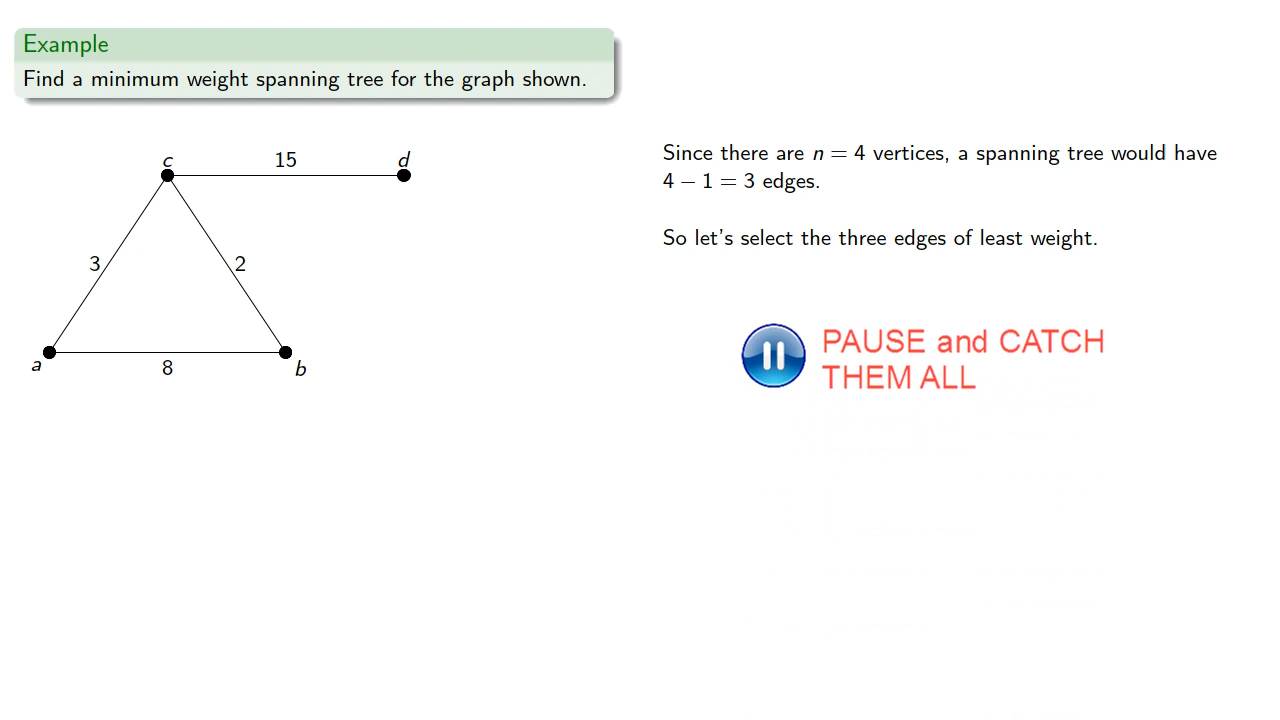 Example
Find a minimum weight spanning tree for the graph shown.
c
15
d
3
2
a
8
b
Since there are n = 4 vertices, a spanning tree would have
4 − 1 = 3 edges.
So let's select the three edges of least weight.
PAUSE and CATCH
THEM ALL